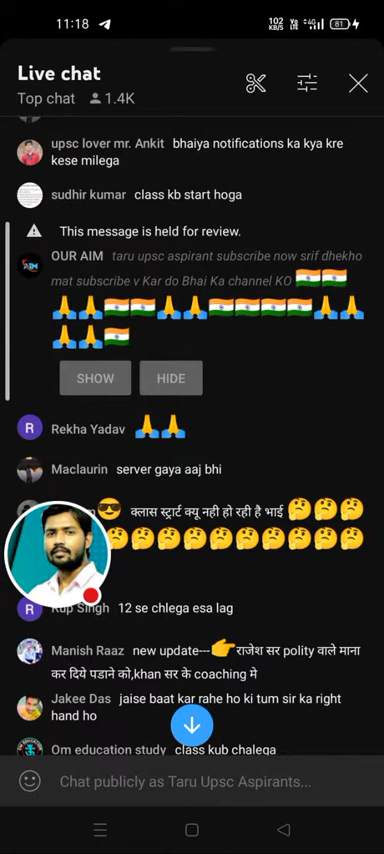 11:18
102 KB/S Vo LTE 4G 81
Live chat
Top chat 1.4K
upsc lover mr. Ankit bhaiya notifications ka kya kre
kese milega
sudhir kumar class kb start hoga
This message is held for review.
OUR AIM taru upsc aspirant subscribe now srif dhekho
mat subscribe v Kar do Bhai Ka channel KO 🇮🇳🇮🇳
🙏🙏🇮🇳🇮🇳🙏🙏🇮🇳🇮🇳🇮🇳🇮🇳🙏🙏
🙏🙏🇮🇳
SHOW HIDE
R Rekha Yadav 🙏🙏
Maclaurin server gaya aaj bhi
😎 क्लास स्टार्ट क्यू नही हो रही है भाई 🤔🤔🤔
🤔🤔🤔🤔🤔🤔🤔🤔🤔🤔
R Rup Singh 12 se chlega esa lag
Manish Raaz new update---👉राजेश सर polity वाले माना
कर दिये पडाने को,khan सर के coaching मे
Jakee Das jaise baat kar rahe ho ki tum sir ka right
hand ho
Om education study class kub chalega
Chat publicly as Taru Upsc Aspirants...